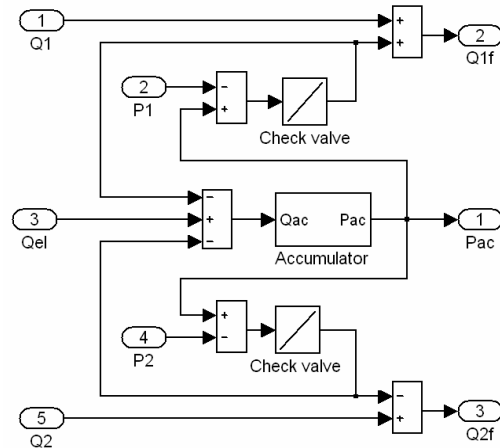 1
Q1
+
+
2
Q1f
2
P1
−
+
Check valve
3
Qel
−
+
−
Qac Pac
Accumulator
1
Pac
4
P2
+
−
Check valve
5
Q2
−
+
3
Q2f